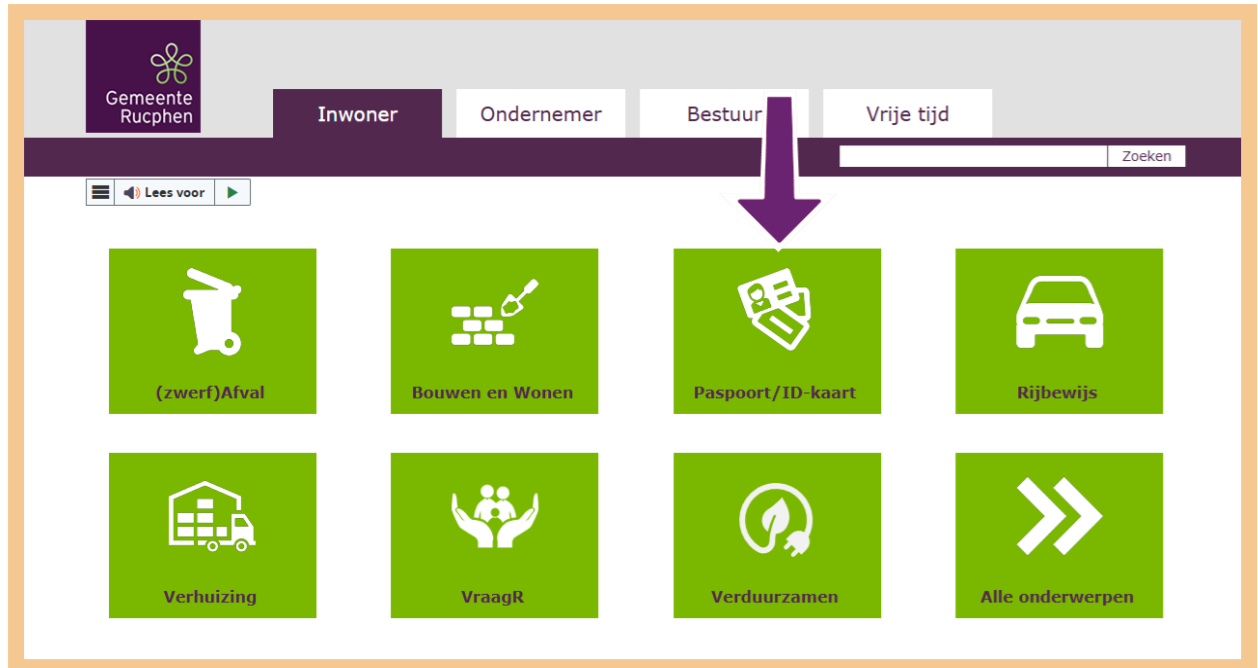 Gemeente
Rucphen
Inwoner
Ondernemer
Bestuur
Vrije tijd
Zoeken
Lees voor
(zwerf)Afval
Bouwen en Wonen
Paspoort/ID-kaart
Rijbewijs
Verhuizing
VraagR
Verduurzamen
Alle onderwerpen